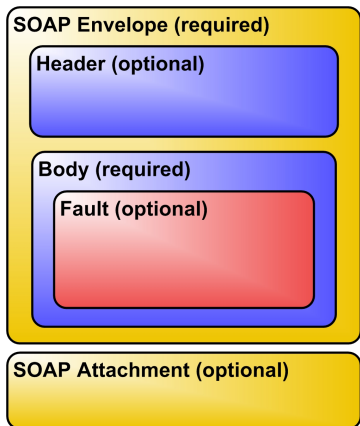 SOAP Envelope (required)
Header (optional)
Body (required)
Fault (optional)
SOAP Attachment (optional)